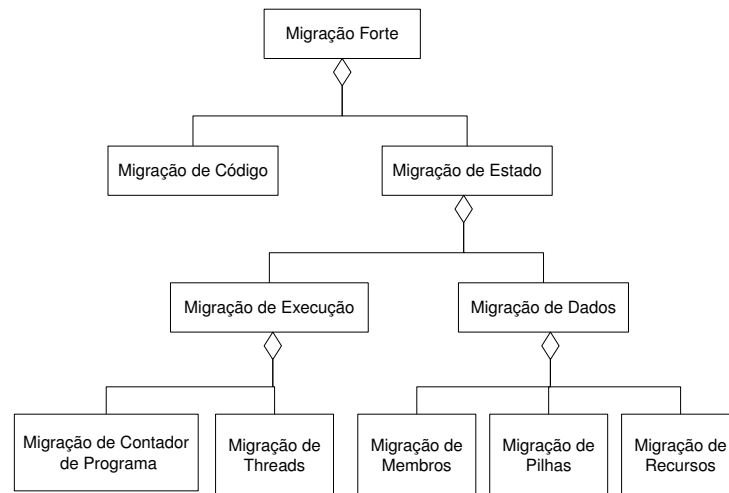 Migração Forte
Migração de Código
Migração de Estado
Migração de Execução
Migração de Dados
Migração de Contador
de Programa
Migração de
Threads
Migração de
Membros
Migração de
Pilhas
Migração de
Recursos